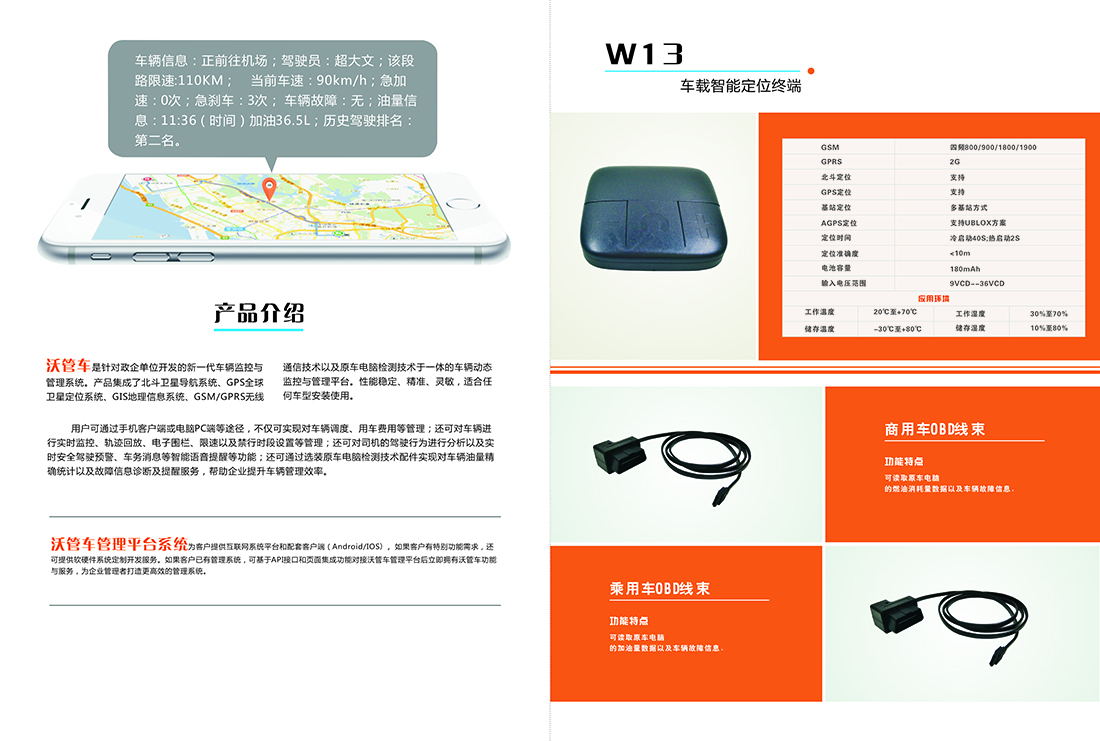 车辆信息：正前往机场；驾驶员：超大文；该段
路限速:110KM； 当前车速：90km/h；急加
速：0次；急刹车：3次； 车辆故障：无；油量信
息：11:36（时间）加油36.5L；历史驾驶排名：
第二名。
产品介绍
沃管车是针对政企单位开发的新一代车辆监控与
管理系统。产品集成了北斗卫星导航系统、GPS全球
卫星定位系统、GIS地理信息系统、GSM/GPRS无线
通信技术以及原车电脑检测技术于一体的车辆动态
监控与管理平台。性能稳定、精准、灵敏，适合任
何车型安装使用。
用户可通过手机客户端或电脑PC端等途径，不仅可实现对车辆调度、用车费用等管理；还可对车辆进
行实时监控、轨迹回放、电子围栏、限速以及禁行时段设置等管理；还可对司机的驾驶行为进行分析以及实
时安全驾驶预警、车务消息等智能语音提醒等功能；还可通过选装原车电脑检测技术配件实现对车辆油量精
确统计以及故障信息诊断及提醒服务，帮助企业提升车辆管理效率。
沃管车管理平台系统为客户提供互联网系统平台和配套客户端（Android/IOS），如果客户有特别功能需求，还
可提供软硬件系统定制开发服务。如果客户已有管理系统，可基于API接口和页面集成功能对接沃管车管理平台后立即拥有沃管车功能
与服务，为企业管理者打造更高效的管理系统。
W13
车载智能定位终端
GSM 四频800/900/1800/1900
GPRS 2G
北斗定位 支持
GPS定位 支持
基站定位 多基站方式
AGPS定位 支持UBLOX方案
定位时间 冷启动40S;热启动2S
定位准确度 <10m
电池容量 180mAh
输入电压范围 9VCD--36VCD
应用环境
工作温度 20℃至+70℃ 工作湿度 30%至70%
储存温度 -30℃至+80℃ 储存湿度 10%至80%
商用车OBD线束
功能特点
可读取原车电脑
的燃油消耗量数据以及车辆故障信息.
乘用车OBD线束
功能特点
可读取原车电脑
的加油量数据以及车辆故障信息.